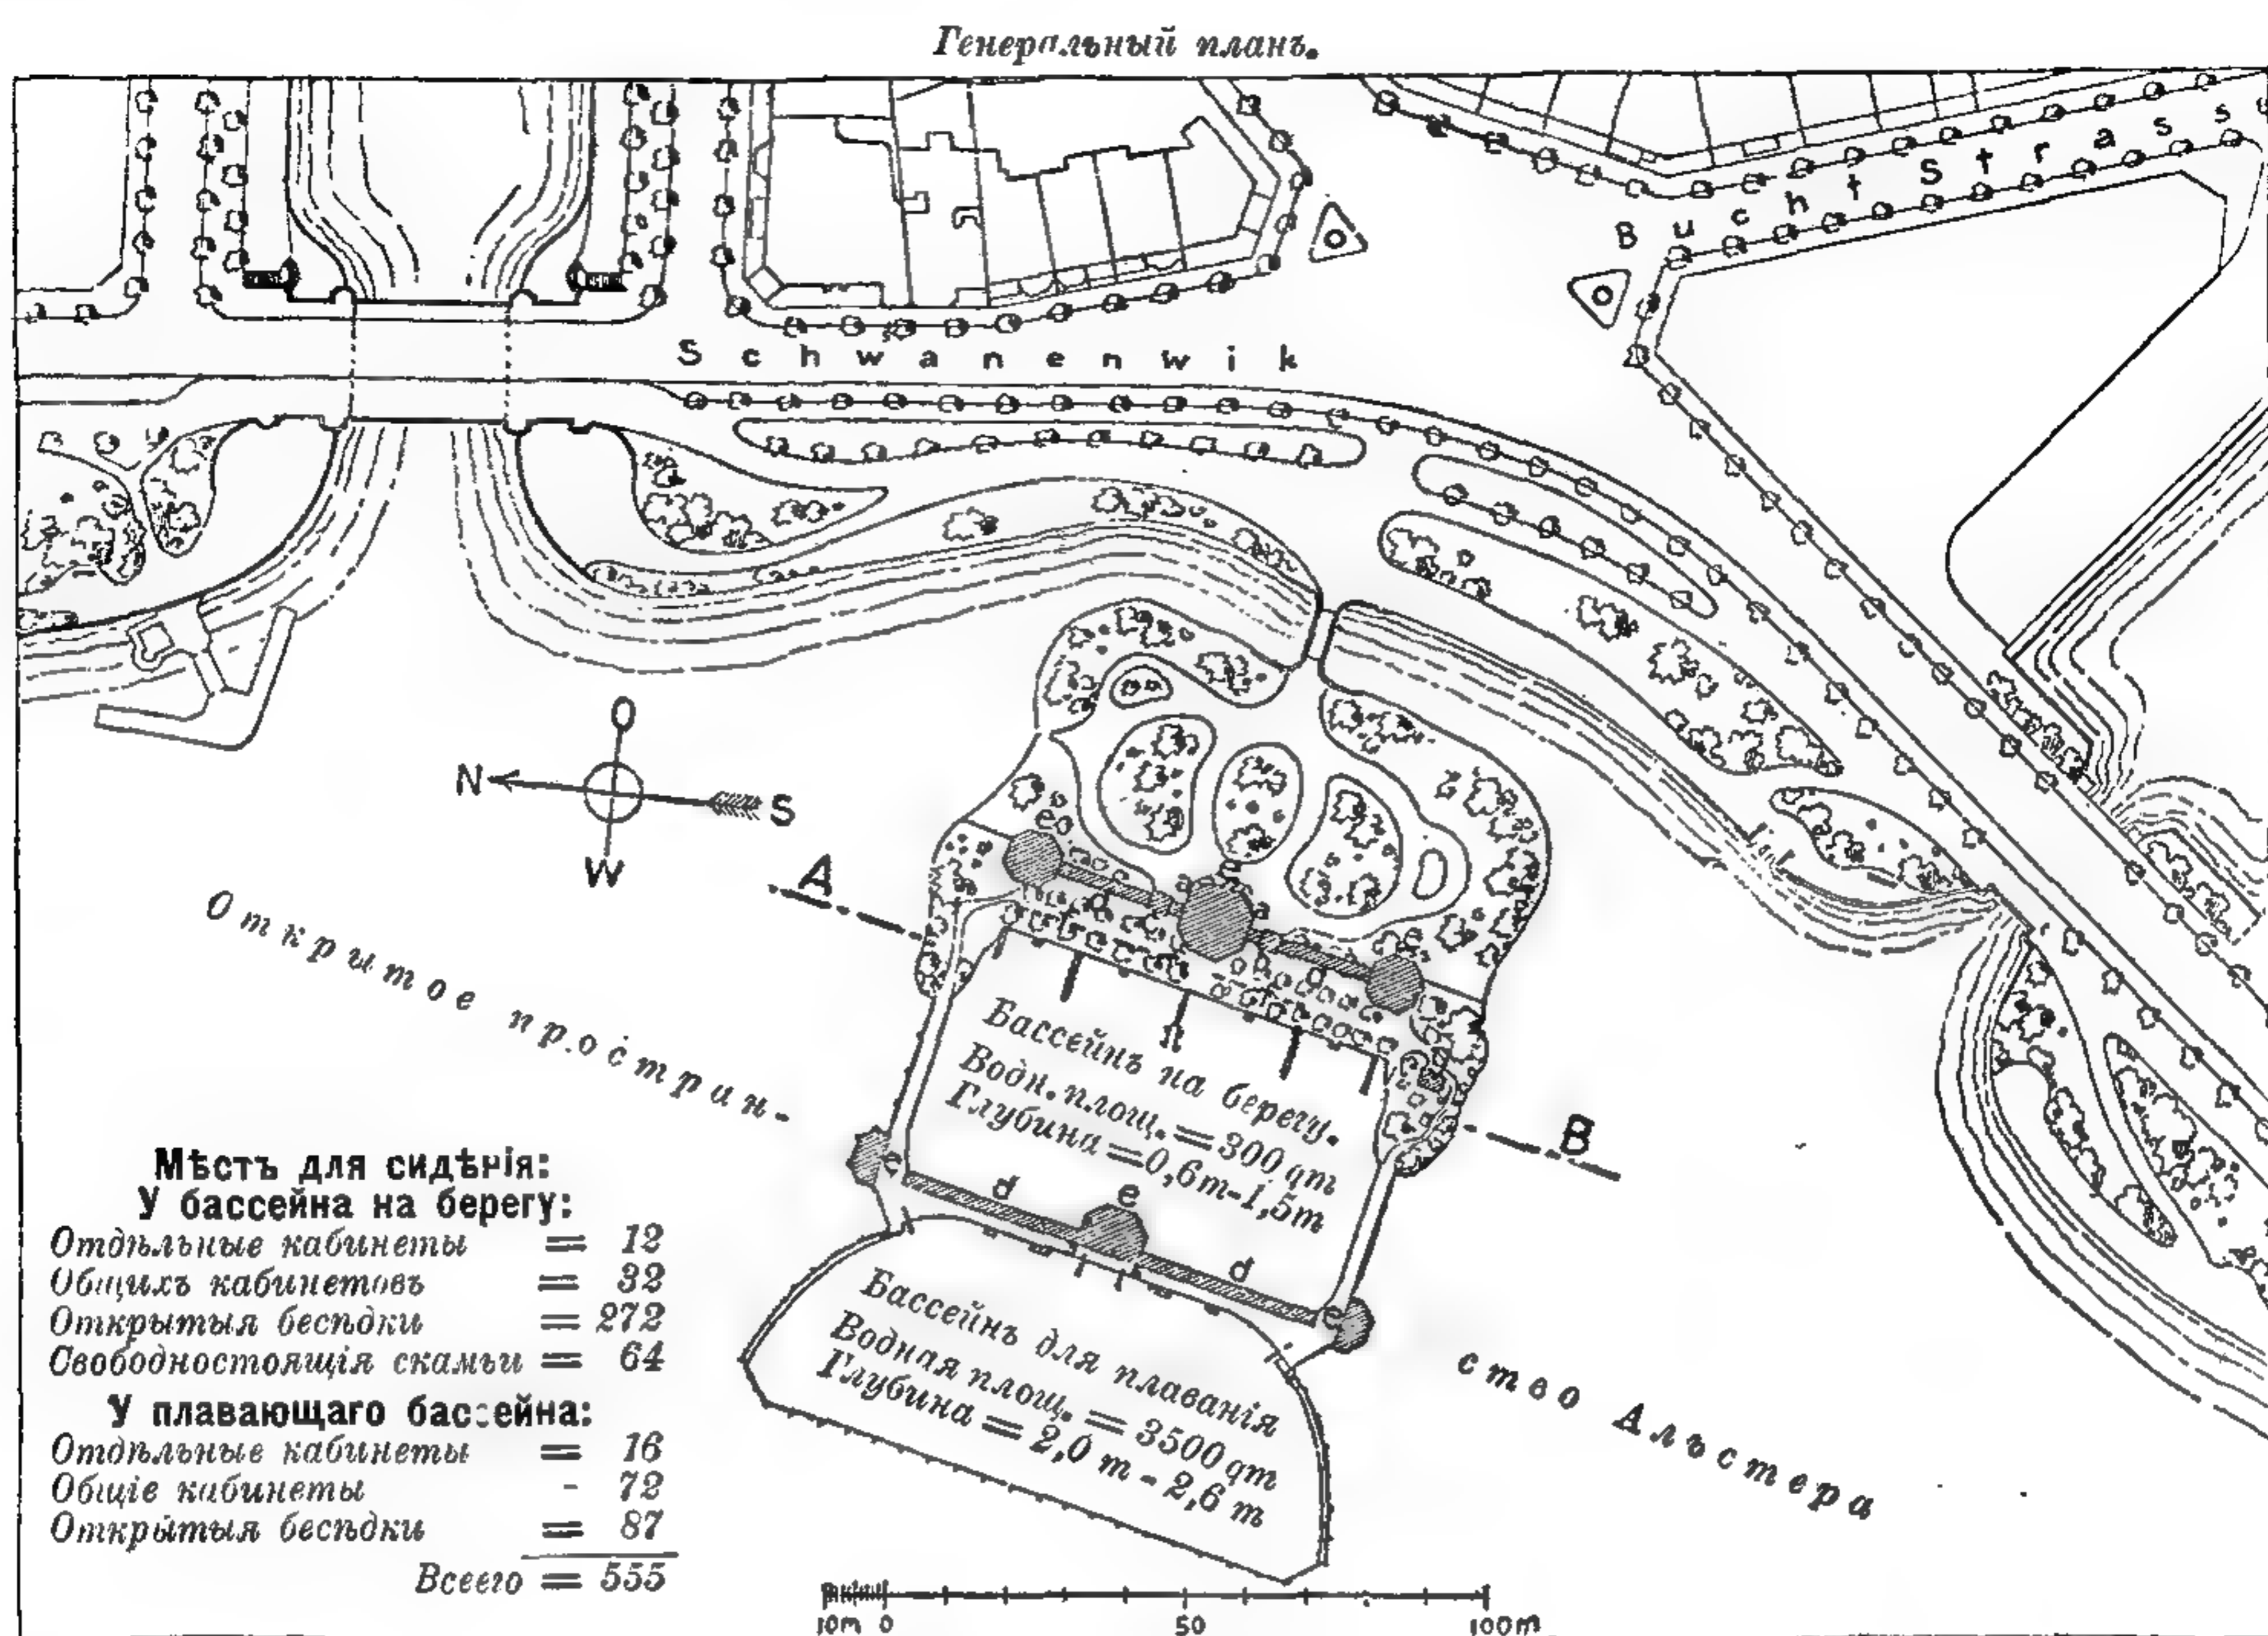 Генеральный планъ.
Buchtstrass
Schwanenwik
O
N S
W
A
Открытое простран-
Бассейнъ на берегу.
Водн. площ. = 300 qm
Глубина = 0,6m-1,5m
B
e
a
a
e
d
d
n
e
d
e
d
e
Бассейнъ для плаванія
Водная площ. = 3500 qm
Глубина = 2,0 m - 2,6 m
ство Альстера
Мѣстъ для сидѣнія:
У бассейна на берегу:
Отдѣльные кабинеты = 12
Общихъ кабинетовъ = 32
Открытыя бесѣдки = 272
Свободностоящія скамьи = 64
У плавающаго бассейна:
Отдѣльные кабинеты = 16
Общіе кабинеты - 72
Открытыя бесѣдки = 87
Всего = 555
10m 0 50 100m